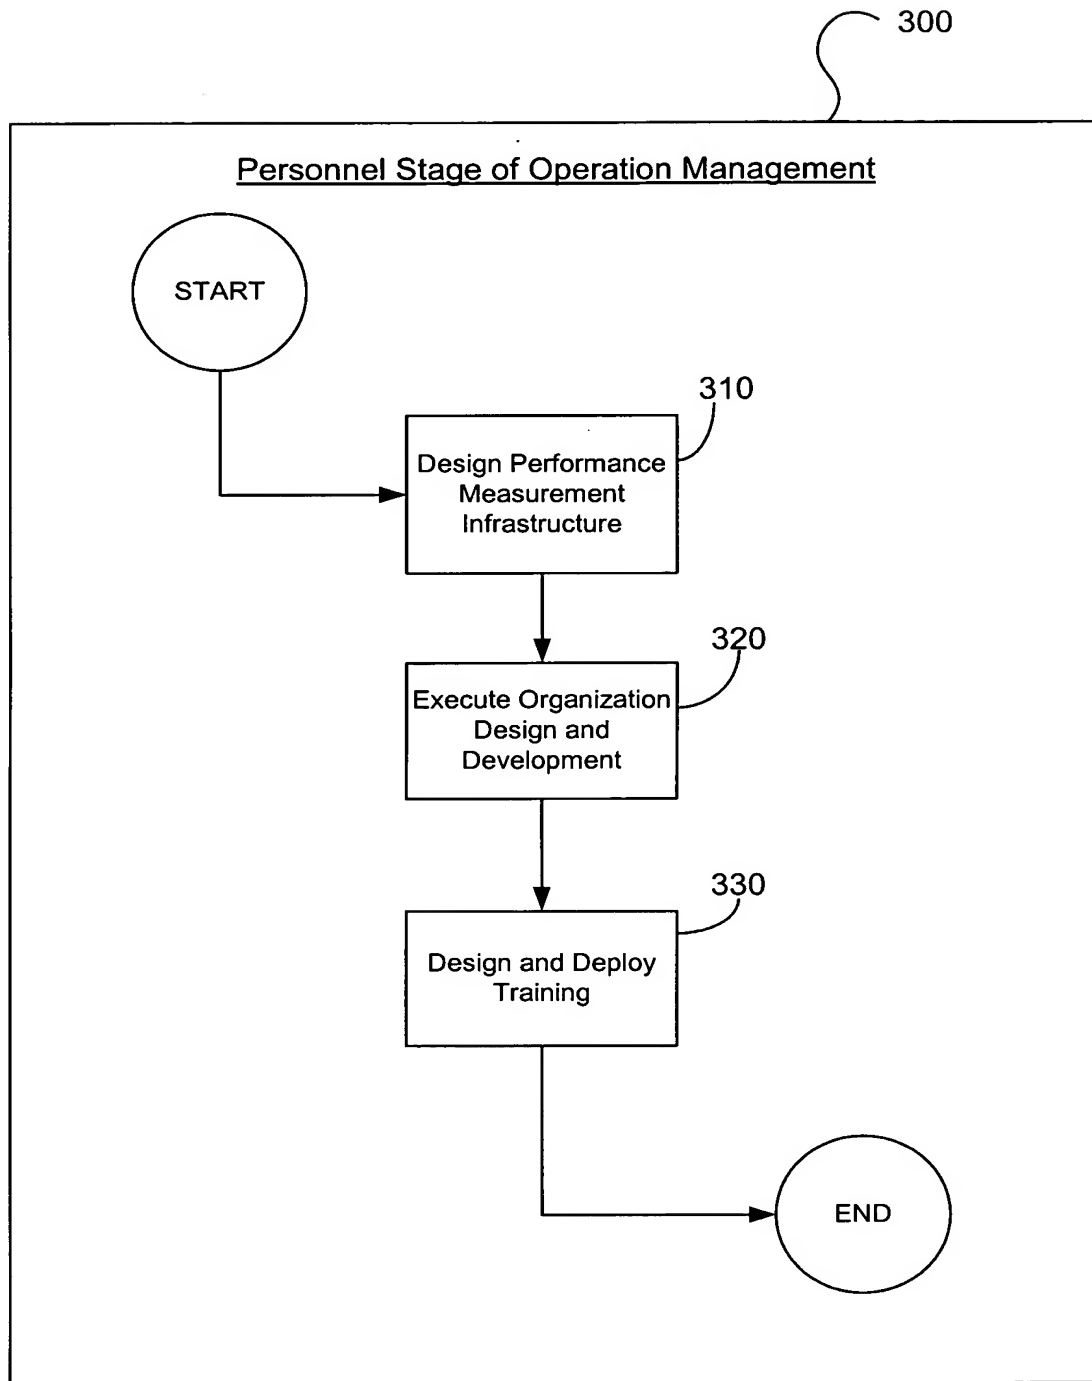 300
Personnel Stage of Operation Management
START
310
Design Performance
Measurement
Infrastructure
320
Execute Organization
Design and
Development
330
Design and Deploy
Training
END